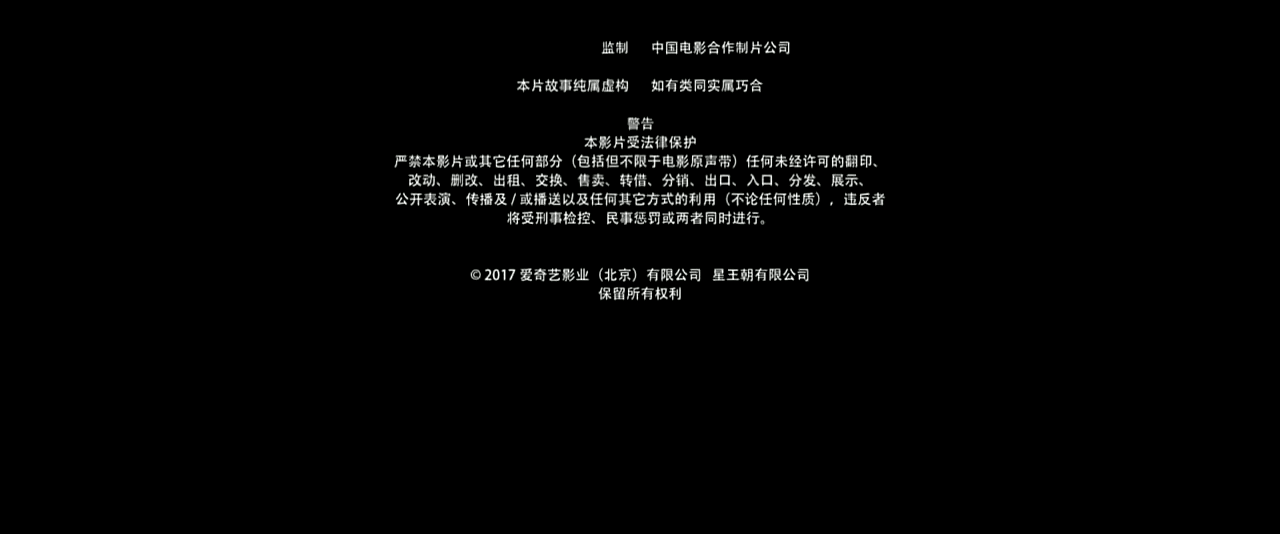 监制 中国电影合作制片公司
本片故事纯属虚构 如有类同实属巧合
警告
本影片受法律保护
严禁本影片或其它任何部分（包括但不限于电影原声带）任何未经许可的翻印、
改动、删改、出租、交换、售卖、转借、分销、出口、入口、分发、展示、
公开表演、传播及 / 或播送以及任何其它方式的利用（不论任何性质），违反者
将受刑事检控、民事惩罚或两者同时进行。
© 2017 爱奇艺影业（北京）有限公司 星王朝有限公司
保留所有权利